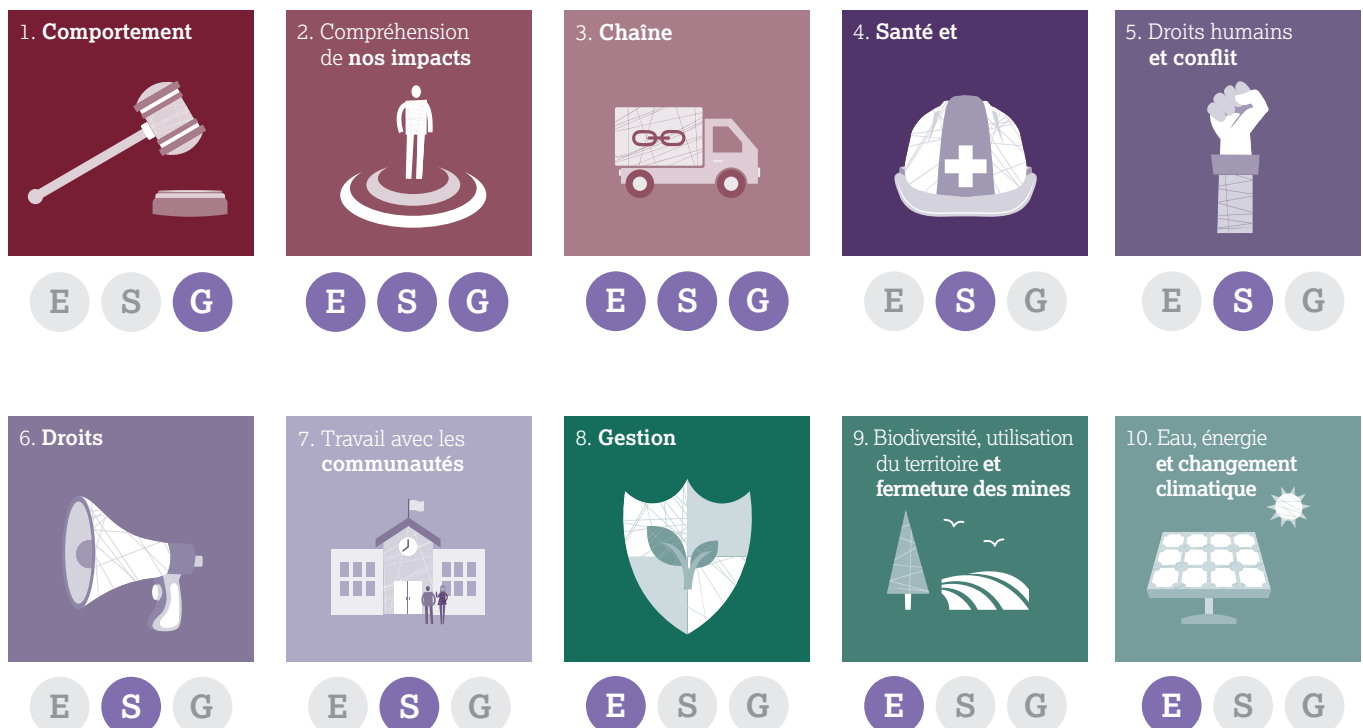 1. Comportement
2. Compréhension
de nos impacts
3. Chaîne
4. Santé et
5. Droits humains
et conflit
E S G
E S G
E S G
E S G
E S G
6. Droits
7. Travail avec les
communautés
8. Gestion
9. Biodiversité, utilisation
du territoire et
fermeture des mines
10. Eau, énergie
et changement
climatique
E S G
E S G
E S G
E S G
E S G